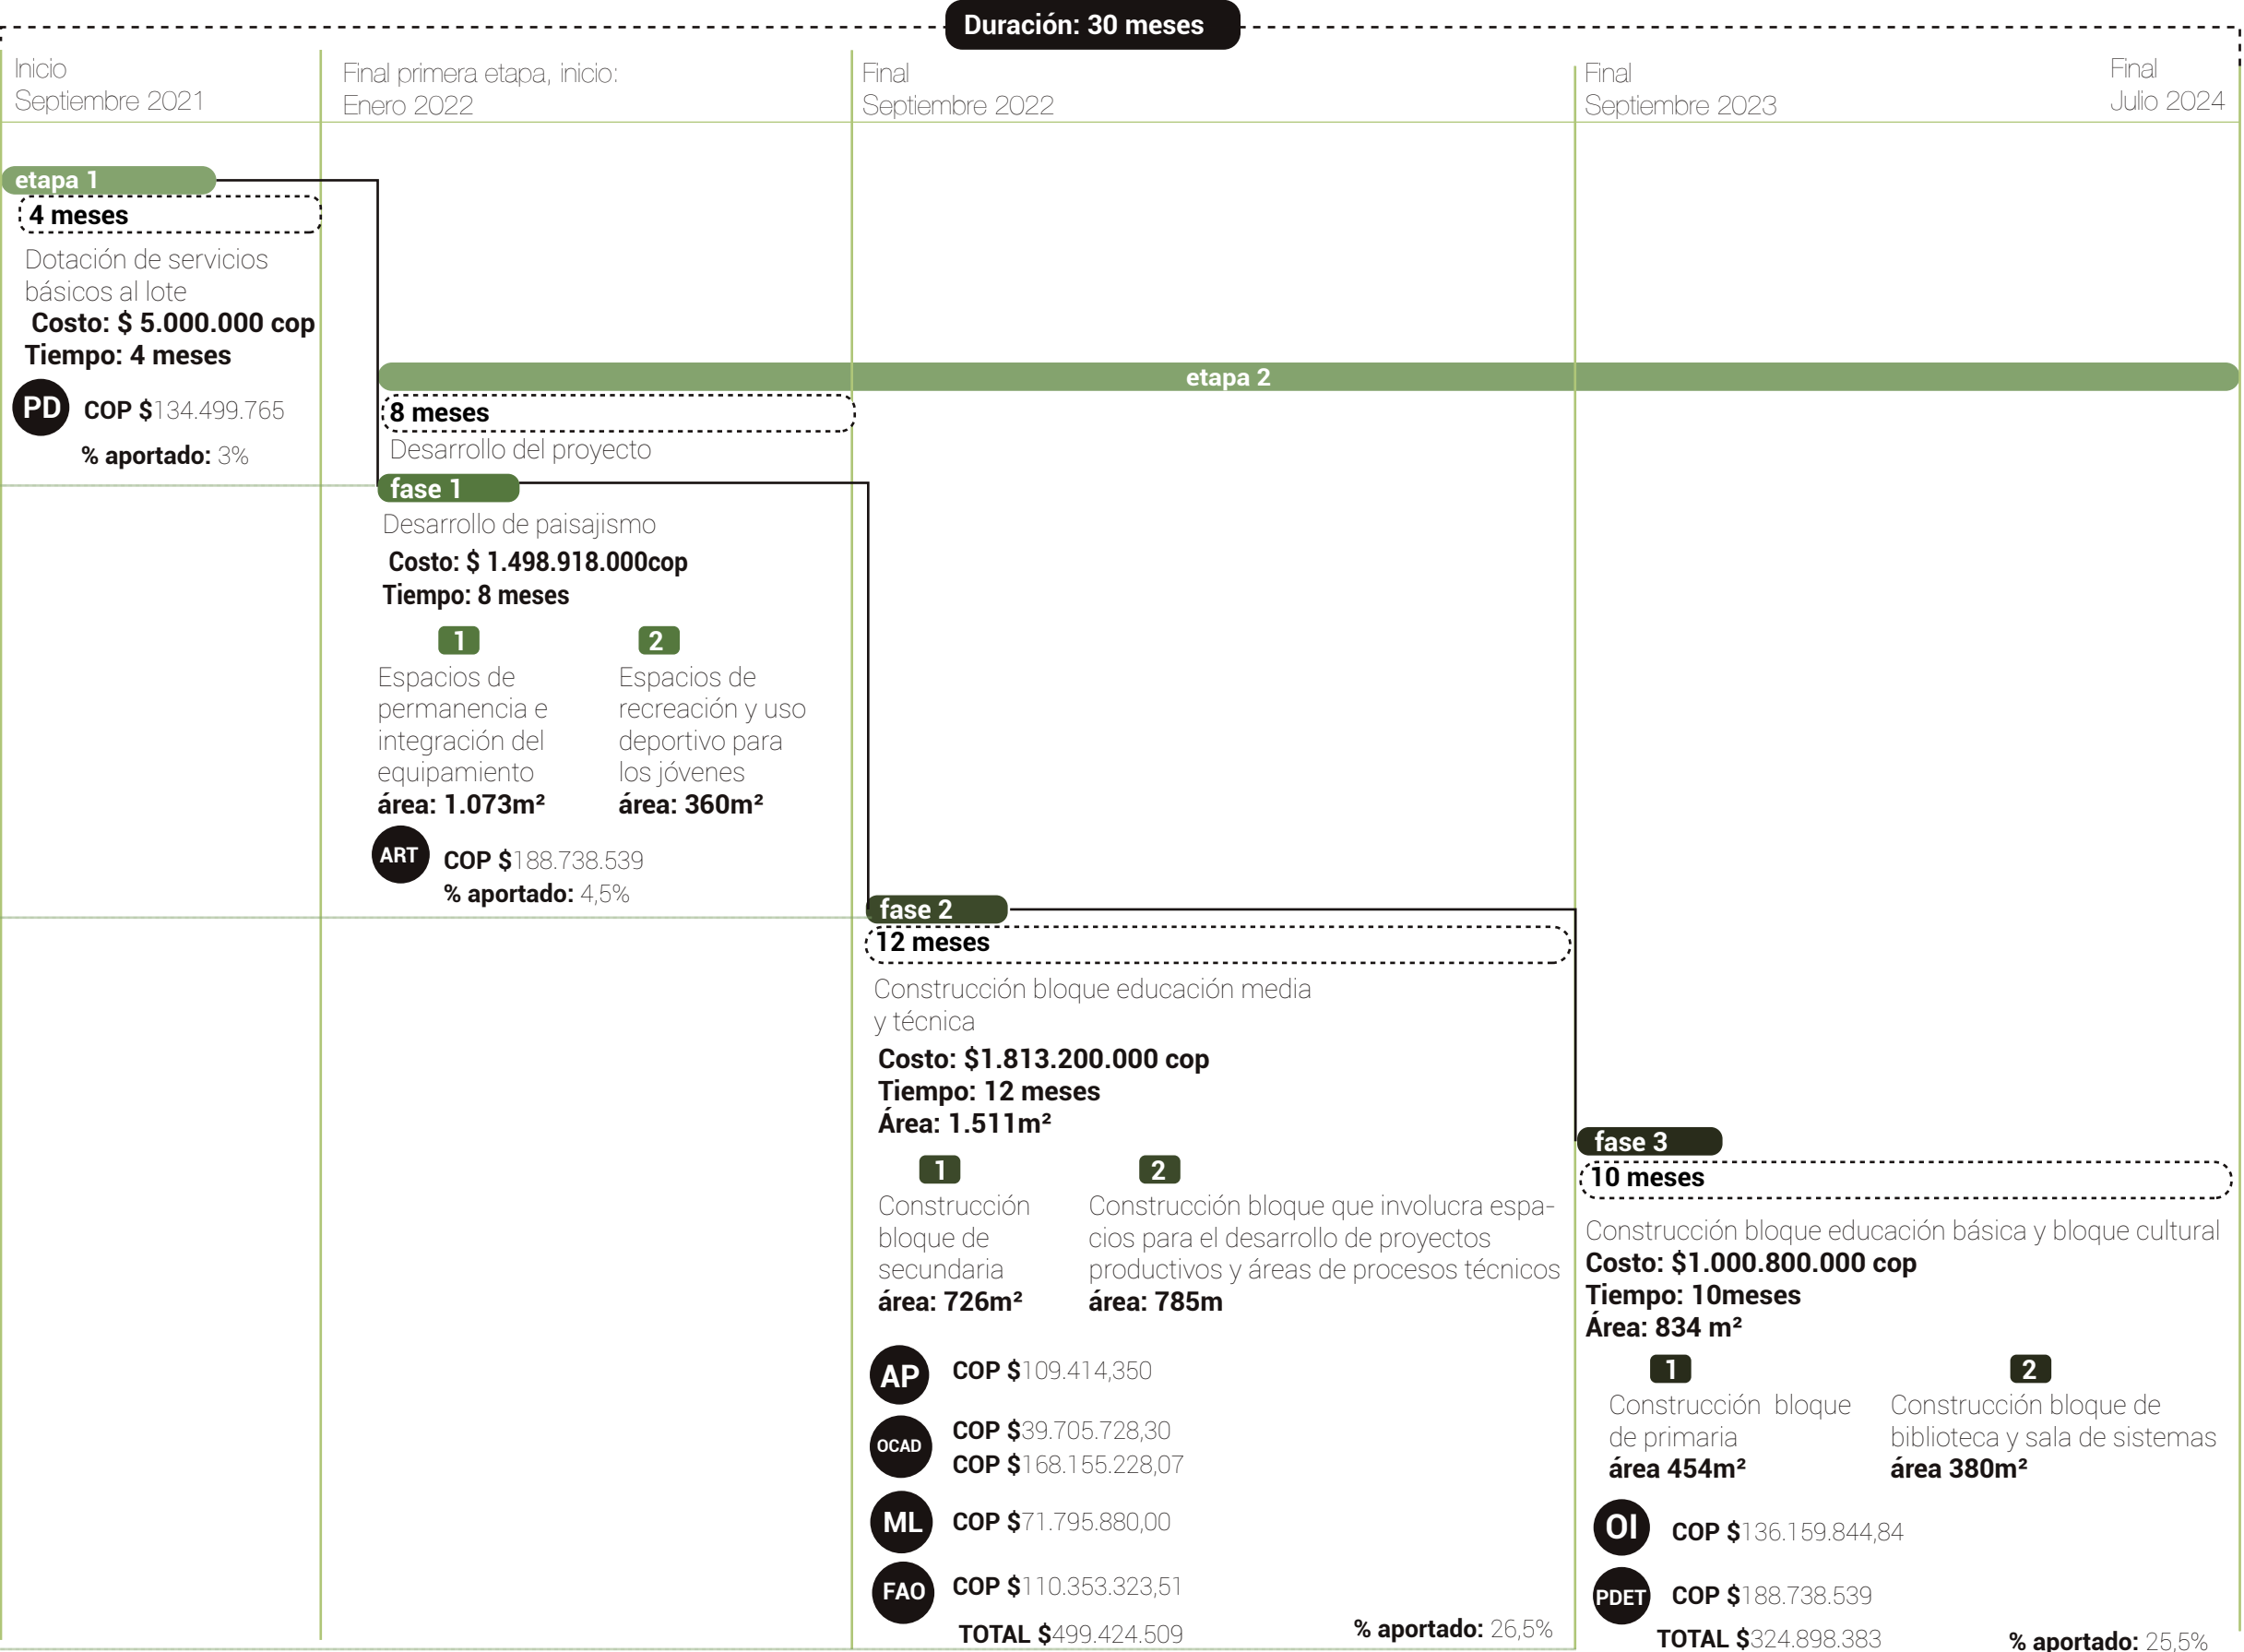 Duración: 30 meses
Inicio
Septiembre 2021
Final primera etapa, inicio:
Enero 2022
Final
Septiembre 2022
Final
Septiembre 2023
Final
Julio 2024
etapa 1
4 meses
Dotación de servicios
básicos al lote
Costo: $ 5.000.000 cop
Tiempo: 4 meses
PD COP $134.499.765
% aportado: 3%
etapa 2
8 meses
Desarrollo del proyecto
fase 1
Desarrollo de paisajismo
Costo: $ 1.498.918.000cop
Tiempo: 8 meses
1
Espacios de
permanencia e
integración del
equipamiento
área: 1.073m²
2
Espacios de
recreación y uso
deportivo para
los jóvenes
área: 360m²
ART COP $188.738.539
% aportado: 4,5%
fase 2
12 meses
Construcción bloque educación media
y técnica
Costo: $1.813.200.000 cop
Tiempo: 12 meses
Área: 1.511m²
1
Construcción
bloque de
secundaria
área: 726m²
2
Construcción bloque que involucra espa-
cios para el desarrollo de proyectos
productivos y áreas de procesos técnicos
área: 785m
AP COP $109.414,350
OCAD COP $39.705.728,30
COP $168.155.228,07
ML COP $71.795.880,00
FAO COP $110.353.323,51
TOTAL $499.424.509
% aportado: 26,5%
fase 3
10 meses
Construcción bloque educación básica y bloque cultural
Costo: $1.000.800.000 cop
Tiempo: 10meses
Área: 834 m²
1
Construcción bloque
de primaria
área 454m²
2
Construcción bloque de
biblioteca y sala de sistemas
área 380m²
OI COP $136.159.844,84
PDET COP $188.738.539
TOTAL $324.898.383
% aportado: 25,5%